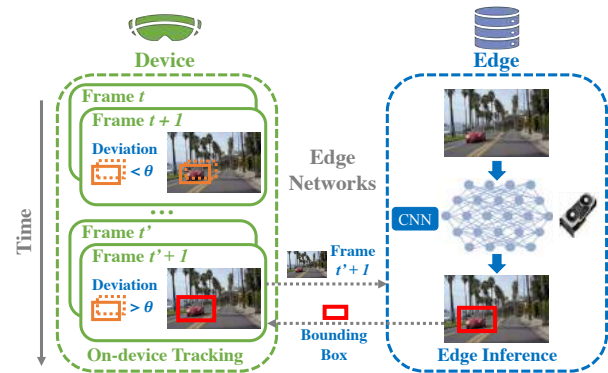 Device
Edge
Frame t
Frame t + 1
Deviation
< θ
...
Frame t'
Frame t' + 1
Deviation
> θ
On-device Tracking
Time
Edge
Networks
Frame
t' + 1
Bounding
Box
CNN
Edge Inference